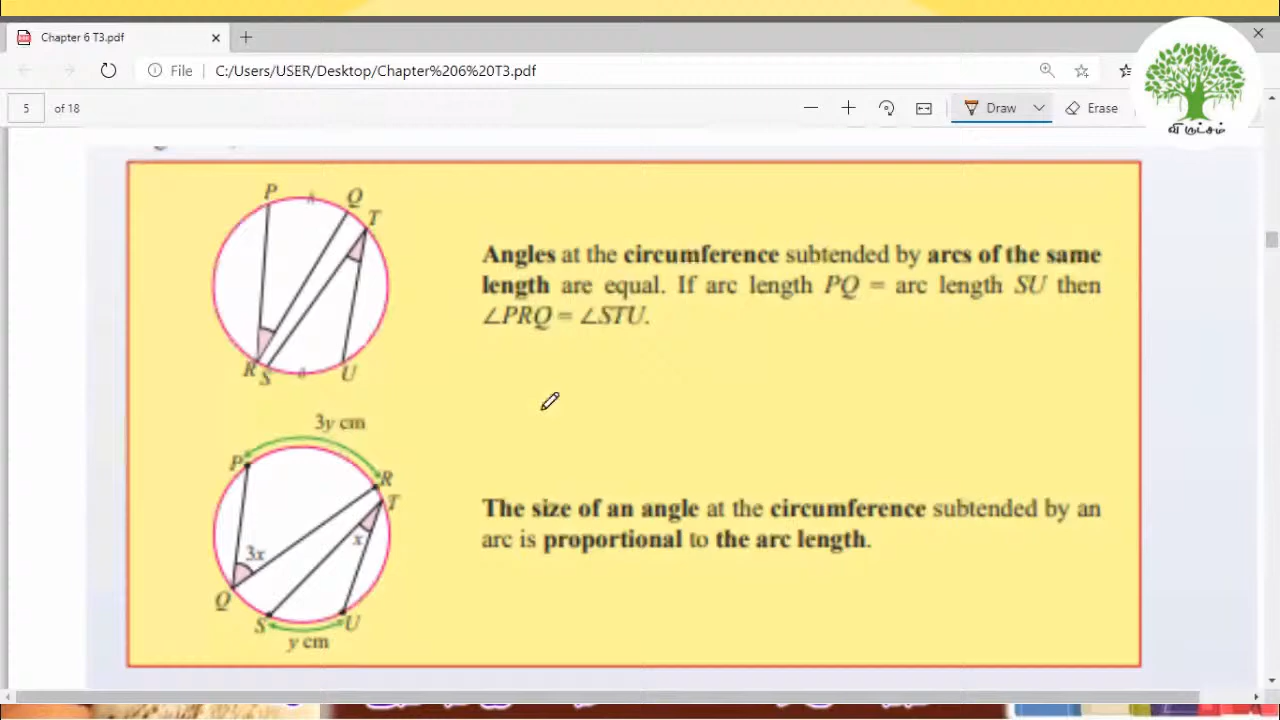 Chapter 6 T3.pdf
File
C:/Users/USER/Desktop/Chapter%206%20T3.pdf
5 of 18
Draw
Erase
விருட்சம்
P
Q
T
R
S
U
Angles at the circumference subtended by arcs of the same
length are equal. If arc length PQ = arc length SU then
∠PRQ = ∠STU.
3y cm
P
R
T
3x
x
Q
S
U
y cm
The size of an angle at the circumference subtended by an
arc is proportional to the arc length.